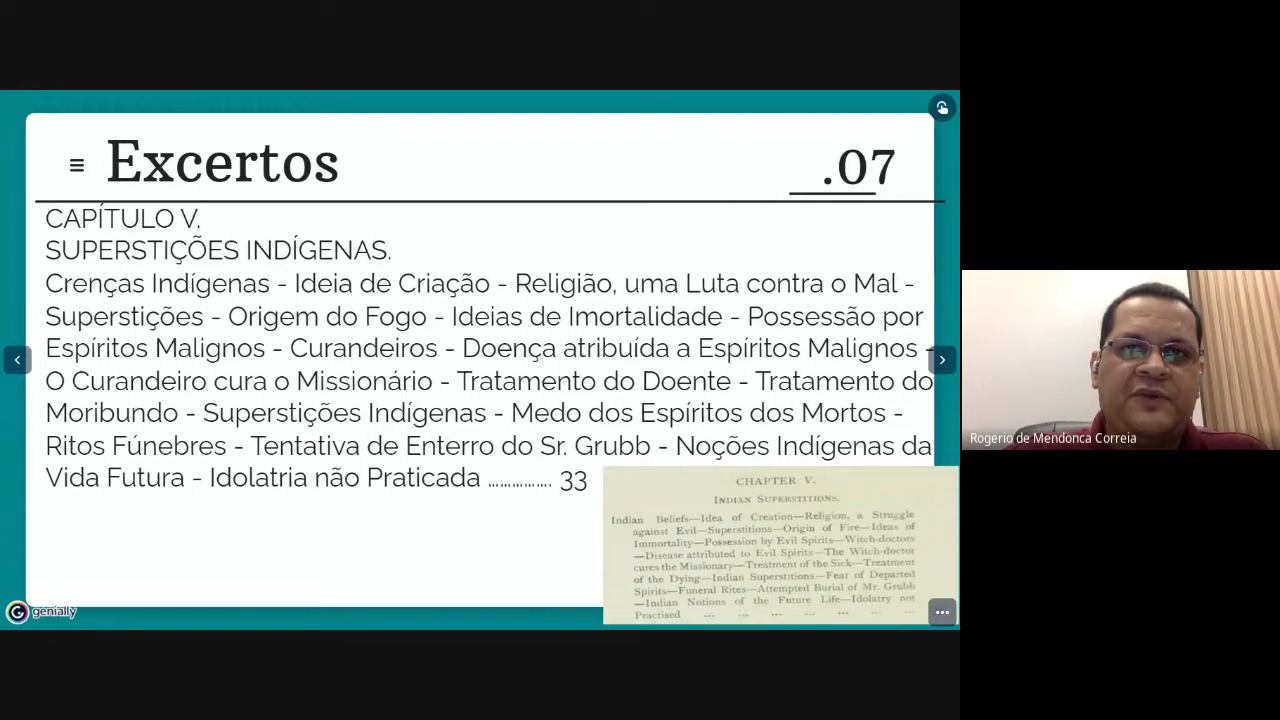 ≡ Excertos
.07
CAPÍTULO V.
SUPERSTIÇÕES INDÍGENAS.
Crenças Indígenas - Ideia de Criação - Religião, uma Luta contra o Mal -
Superstições - Origem do Fogo - Ideias de Imortalidade - Possessão por
Espíritos Malignos - Curandeiros - Doença atribuída a Espíritos Malignos -
O Curandeiro cura o Missionário - Tratamento do Doente - Tratamento do
Moribundo - Superstições Indígenas - Medo dos Espíritos dos Mortos -
Ritos Fúnebres - Tentativa de Enterro do Sr. Grubb - Noções Indígenas da
Vida Futura - Idolatria não Praticada ................ 33
CHAPTER V.
INDIAN SUPERSTITIONS.
Indian Beliefs—Idea of Creation—Religion, a Struggle
against Evil—Superstitions—Origin of Fire—Ideas of
Immortality—Possession by Evil Spirits—Witch-doctors
—Disease attributed to Evil Spirits—The Witch-doctor
cures the Missionary—Treatment of the Sick—Treatment
of the Dying—Indian Superstitions—Fear of Departed
Spirits—Funeral Rites—Attempted Burial of Mr. Grubb
—Indian Notions of the Future Life—Idolatry not
Practised ... ... ... ... ... ...
genially
Rogerio de Mendonca Correia